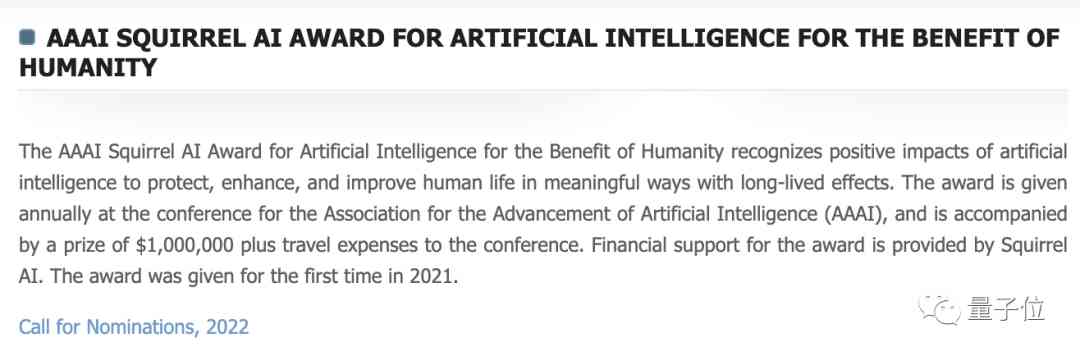 AAAI SQUIRREL AI AWARD FOR ARTIFICIAL INTELLIGENCE FOR THE BENEFIT OF
HUMANITY
The AAAI Squirrel AI Award for Artificial Intelligence for the Benefit of Humanity recognizes positive impacts of artificial
intelligence to protect, enhance, and improve human life in meaningful ways with long-lived effects. The award is given
annually at the conference for the Association for the Advancement of Artificial Intelligence (AAAI), and is accompanied
by a prize of $1,000,000 plus travel expenses to the conference. Financial support for the award is provided by Squirrel
AI. The award was given for the first time in 2021.
量子位
Call for Nominations, 2022